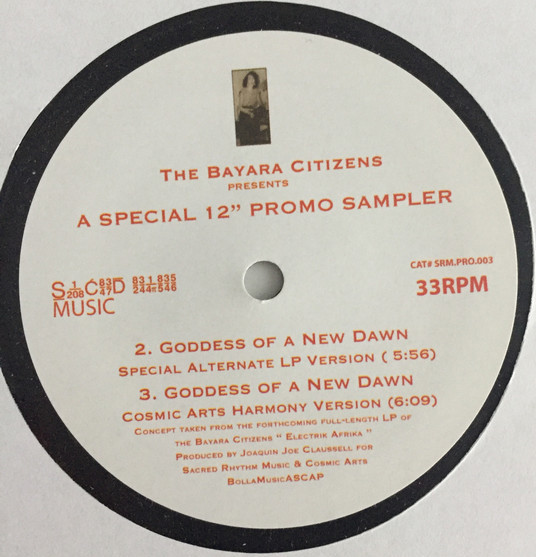 THE BAYARA CITIZENS
PRESENTS
A SPECIAL 12” PROMO SAMPLER
CAT# SRM.PRO.003
33RPM
MUSIC
2. GODDESS OF A NEW DAWN
SPECIAL ALTERNATE LP VERSION ( 5:56)
3. GODDESS OF A NEW DAWN
COSMIC ARTS HARMONY VERSION (6:09)
CONCEPT TAKEN FROM THE FORTHCOMING FULL-LENGTH LP OF
THE BAYARA CITIZENS “ ELECTRIK AFRIKA ”
PRODUCED BY JOAQUIN JOE CLAUSSELL FOR
SACRED RHYTHM MUSIC & COSMIC ARTS
BOLLAMUSICASCAP